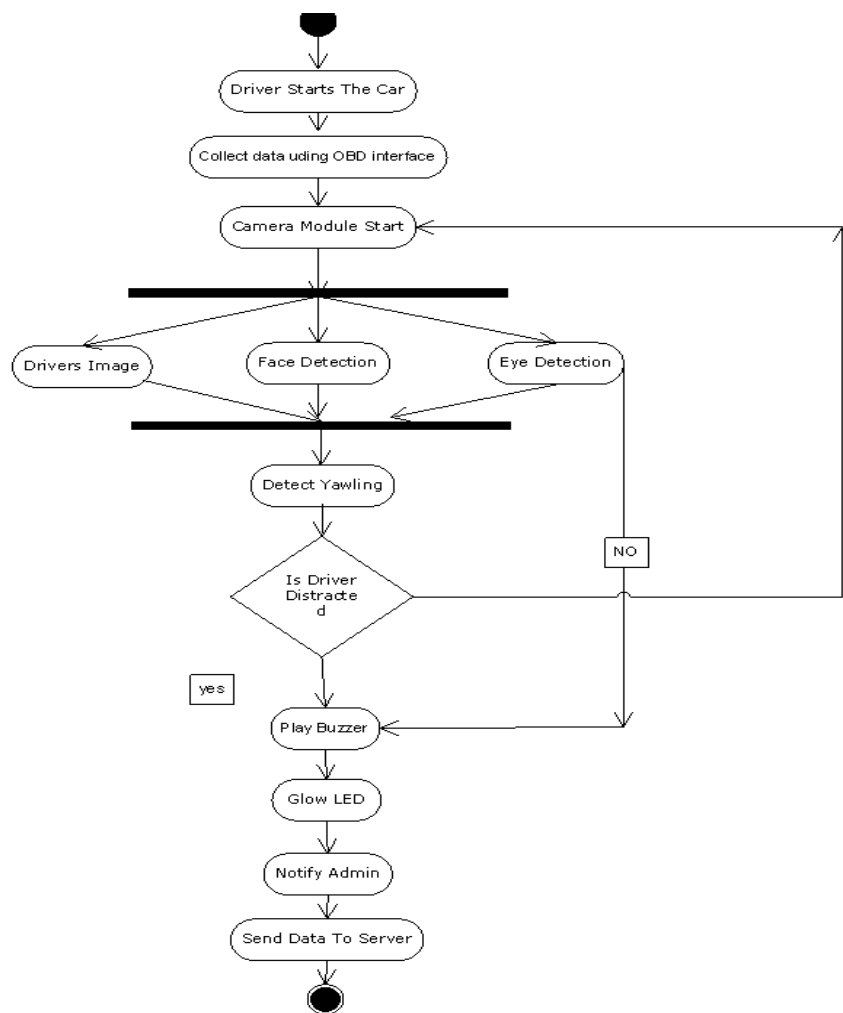 Driver Starts The Car
Collect data uding OBD interface
Camera Module Start
Drivers Image
Face Detection
Eye Detection
Detect Yawling
NO
Is Driver
Distracte
d
yes
Play Buzzer
Glow LED
Notify Admin
Send Data To Server